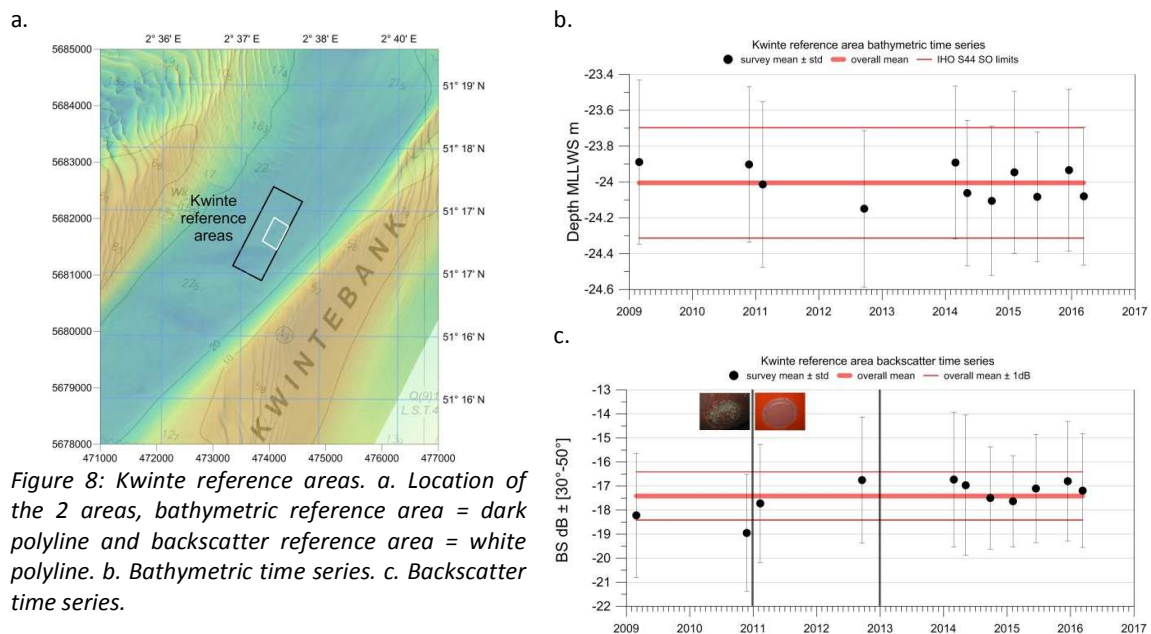 a.
2° 36' E 2° 37' E 2° 38' E 2° 40' E
5685000
5684000
5683000
5682000
5681000
5680000
5679000
5678000
51° 19' N
51° 18' N
51° 17' N
51° 17' N
51° 16' N
51° 16' N
Kwinte
reference
areas
KWINTEBANK
471000 472000 473000 474000 475000 476000 477000
Figure 8: Kwinte reference areas. a. Location of
the 2 areas, bathymetric reference area = dark
polyline and backscatter reference area = white
polyline. b. Bathymetric time series. c. Backscatter
time series.
b.
Kwinte reference area bathymetric time series
survey mean ± std overall mean IHO S44 SO limits
Depth MLLWS m
-23.4
-23.6
-23.8
-24
-24.2
-24.4
-24.6
2009 2010 2011 2012 2013 2014 2015 2016 2017
c.
Kwinte reference area backscatter time series
survey mean ± std overall mean overall mean ± 1dB
BS dB ± [30°-50°]
-13
-14
-15
-16
-17
-18
-19
-20
-21
-22
2009 2010 2011 2012 2013 2014 2015 2016 2017